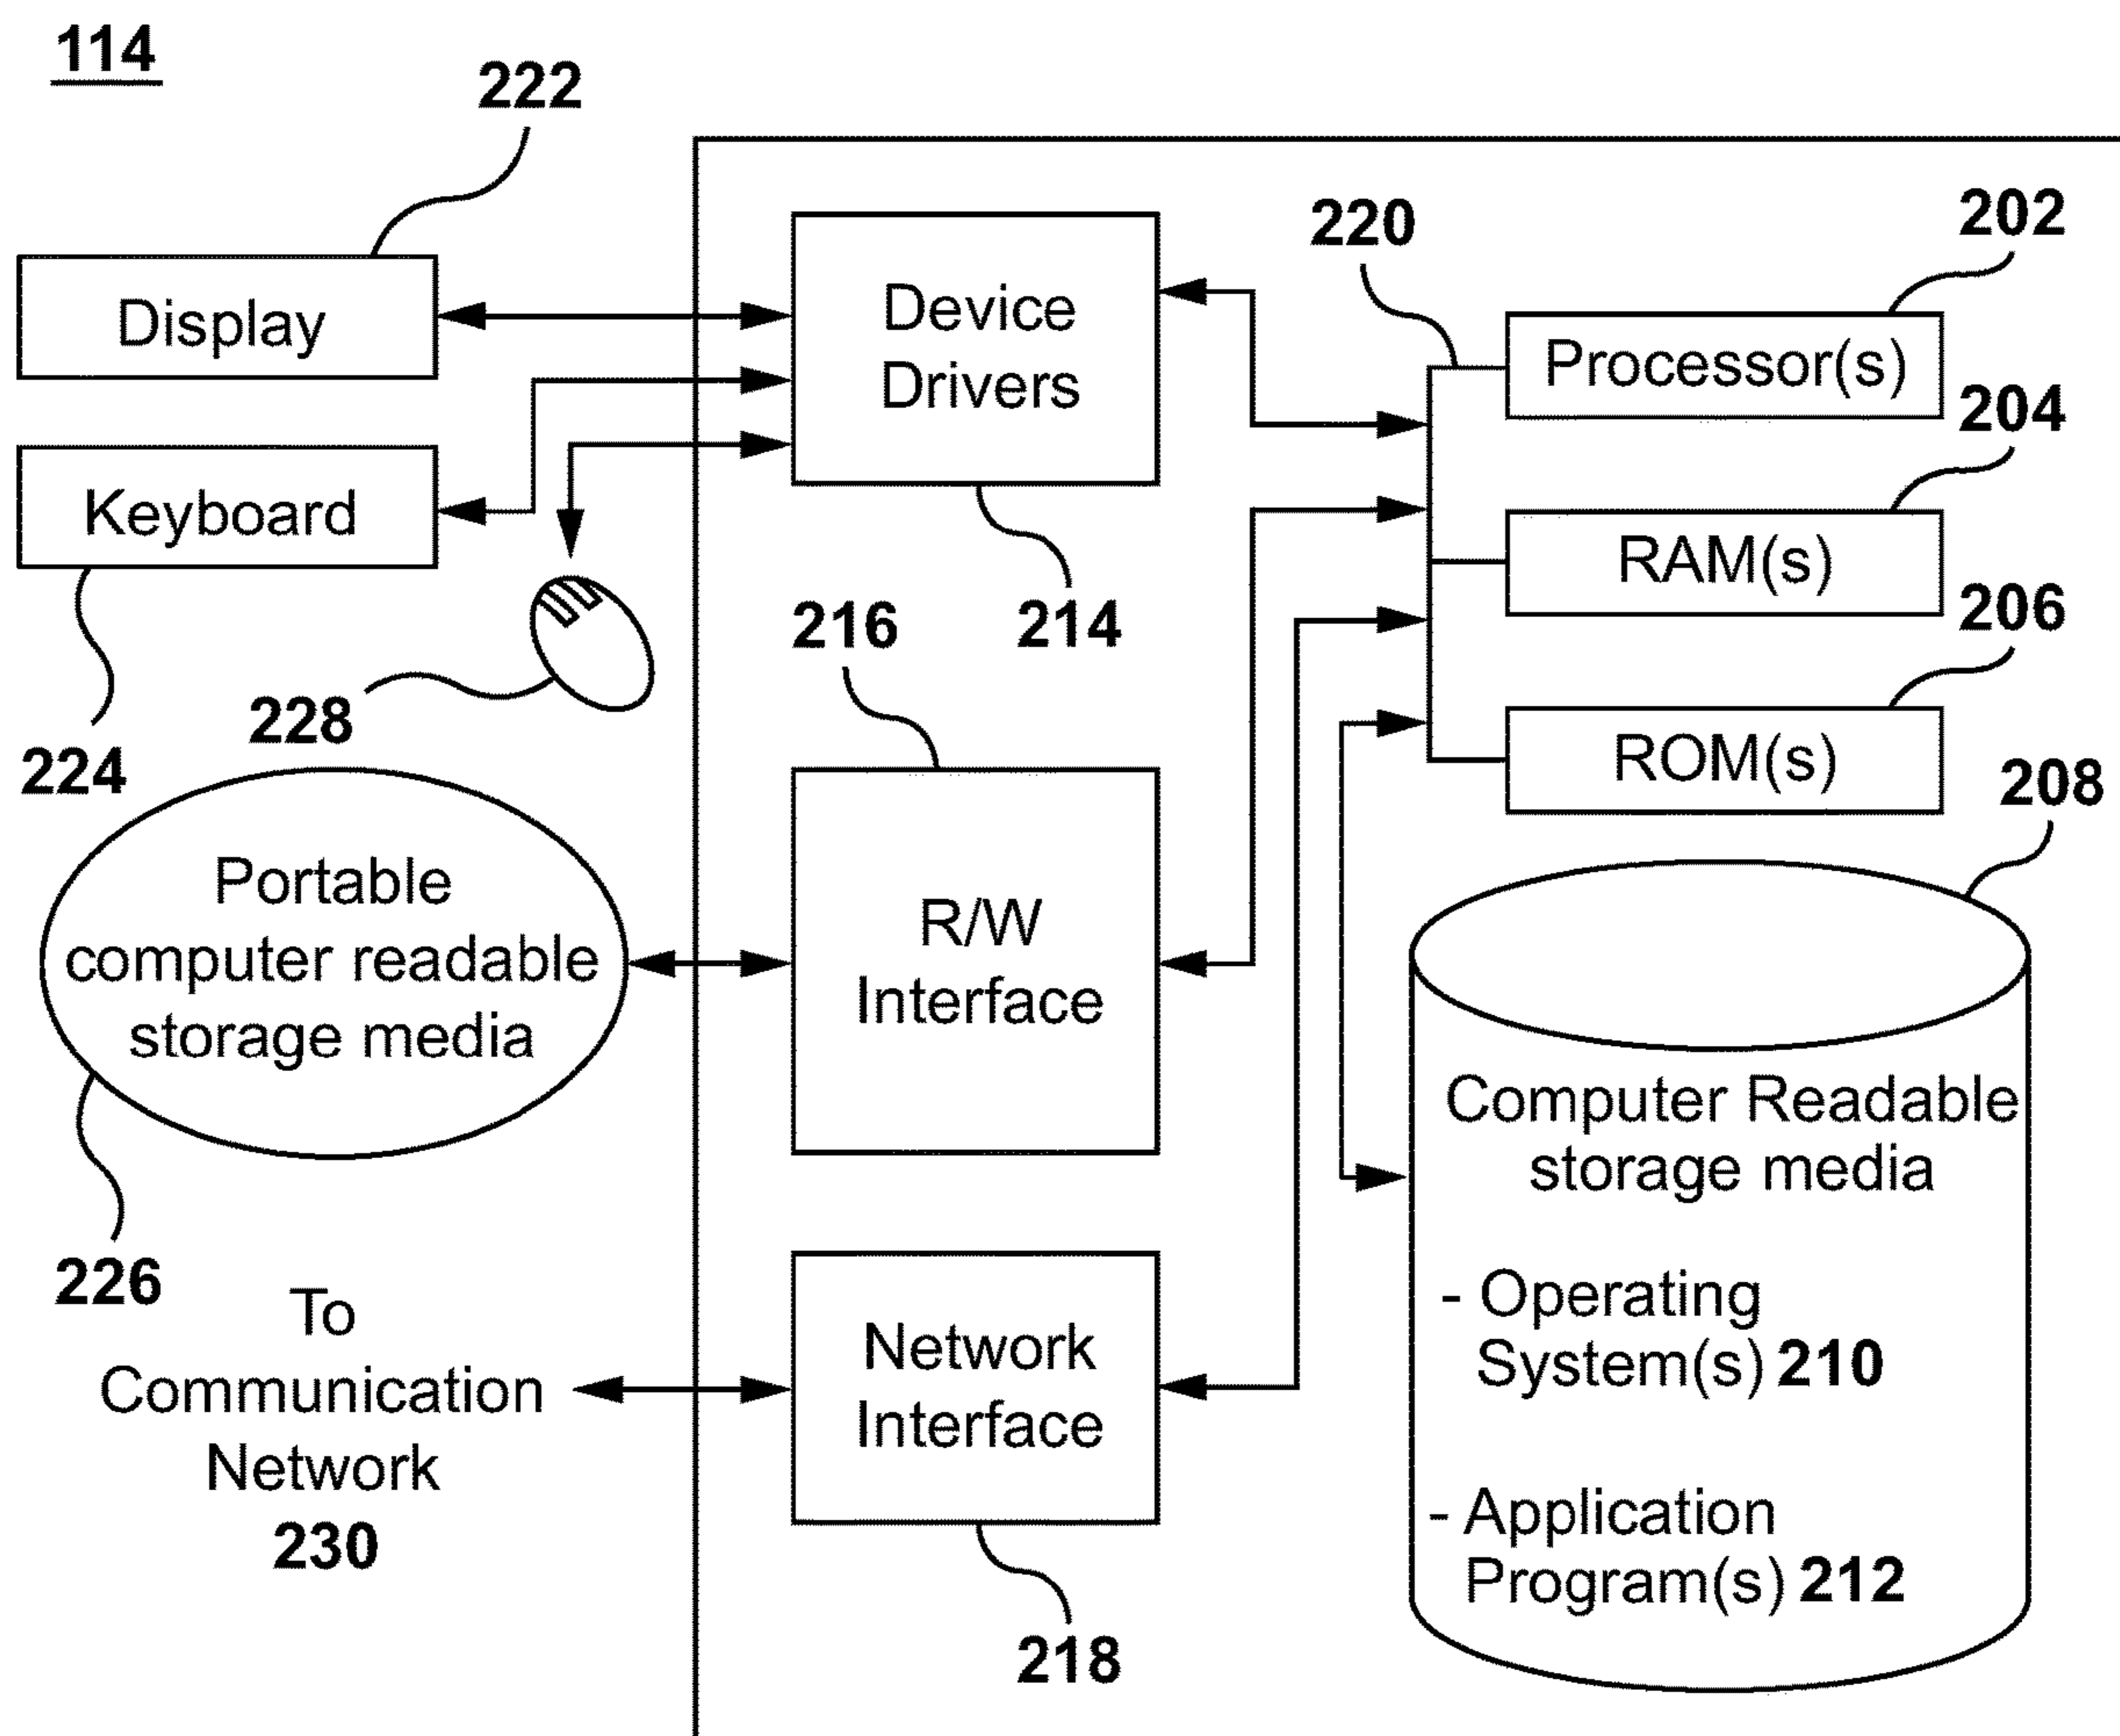 114
222
220
202
Display
Device
Drivers
Processor(s)
204
Keyboard
RAM(s)
206
216
214
228
224
ROM(s)
208
Portable
computer readable
storage media
R/W
Interface
Computer Readable
storage media
226
To
Communication
Network
230
Network
Interface
- Operating
System(s) 210
- Application
Program(s) 212
218